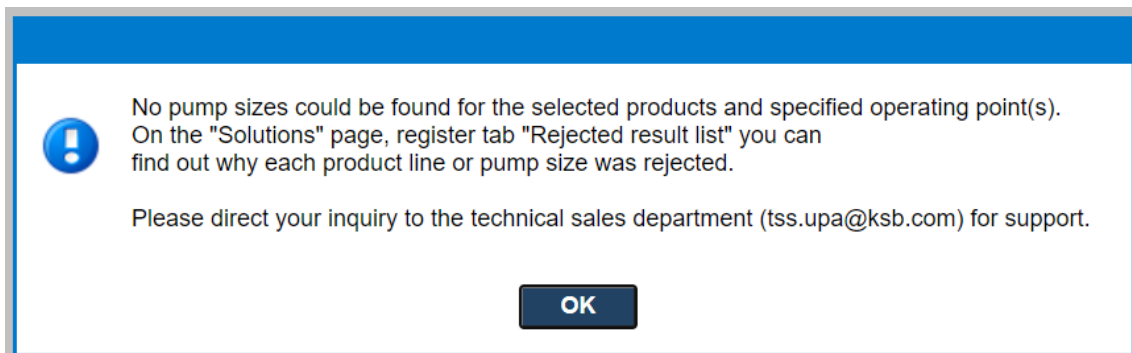 No pump sizes could be found for the selected products and specified operating point(s).
On the "Solutions" page, register tab "Rejected result list" you can
find out why each product line or pump size was rejected.
Please direct your inquiry to the technical sales department (tss.upa@ksb.com) for support.
OK